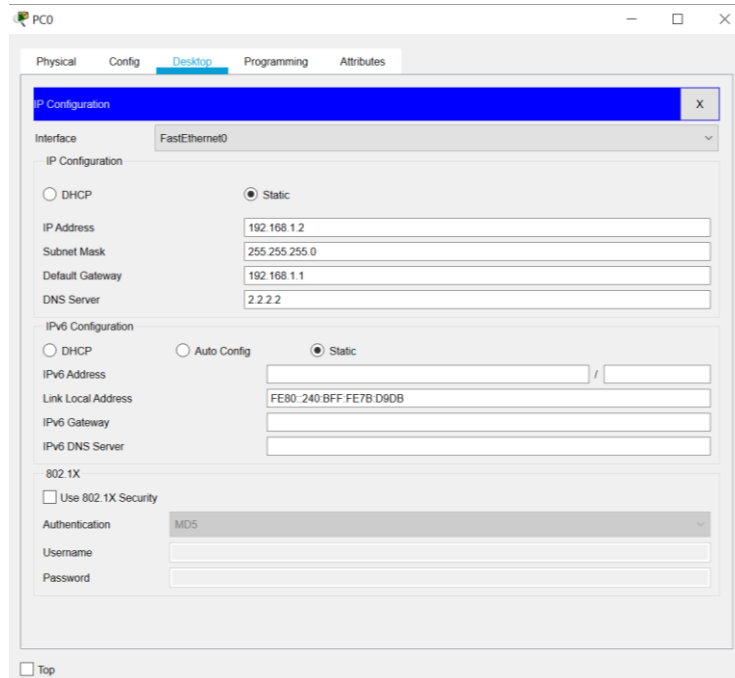 PC0
Physical Config Desktop Programming Attributes
IP Configuration X
Interface FastEthernet0
IP Configuration
DHCP Static
IP Address 192.168.1.2
Subnet Mask 255.255.255.0
Default Gateway 192.168.1.1
DNS Server 2.2.2.2
IPv6 Configuration
DHCP Auto Config Static
IPv6 Address /
Link Local Address FE80::240:BFF:FE7B:D9DB
IPv6 Gateway
IPv6 DNS Server
802.1X
Use 802.1X Security
Authentication MD5
Username
Password
Top